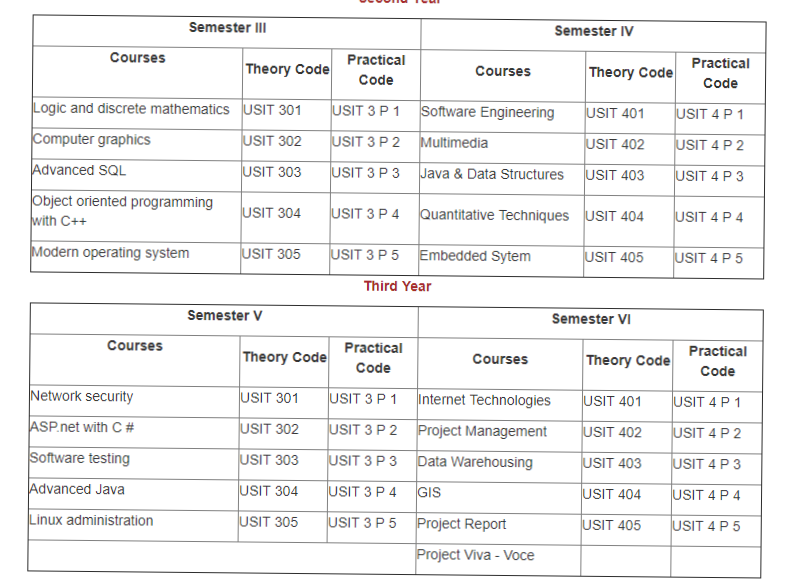 Second Year
Semester III Semester IV
Courses Theory Code Practical Code Courses Theory Code Practical Code
Logic and discrete mathematics USIT 301 USIT 3 P 1 Software Engineering USIT 401 USIT 4 P 1
Computer graphics USIT 302 USIT 3 P 2 Multimedia USIT 402 USIT 4 P 2
Advanced SQL USIT 303 USIT 3 P 3 Java & Data Structures USIT 403 USIT 4 P 3
Object oriented programming with C++ USIT 304 USIT 3 P 4 Quantitative Techniques USIT 404 USIT 4 P 4
Modern operating system USIT 305 USIT 3 P 5 Embedded Sytem USIT 405 USIT 4 P 5
Third Year
Semester V Semester VI
Courses Theory Code Practical Code Courses Theory Code Practical Code
Network security USIT 301 USIT 3 P 1 Internet Technologies USIT 401 USIT 4 P 1
ASP.net with C # USIT 302 USIT 3 P 2 Project Management USIT 402 USIT 4 P 2
Software testing USIT 303 USIT 3 P 3 Data Warehousing USIT 403 USIT 4 P 3
Advanced Java USIT 304 USIT 3 P 4 GIS USIT 404 USIT 4 P 4
Linux administration USIT 305 USIT 3 P 5 Project Report USIT 405 USIT 4 P 5
Project Viva - Voce